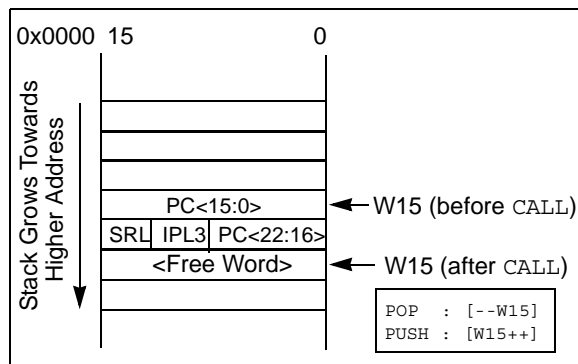 0x0000 15 0
Stack Grows Towards
Higher Address
PC<15:0>
W15 (before CALL)
SRL IPL3 PC<22:16>
<Free Word>
W15 (after CALL)
POP : [--W15]
PUSH : [W15++]